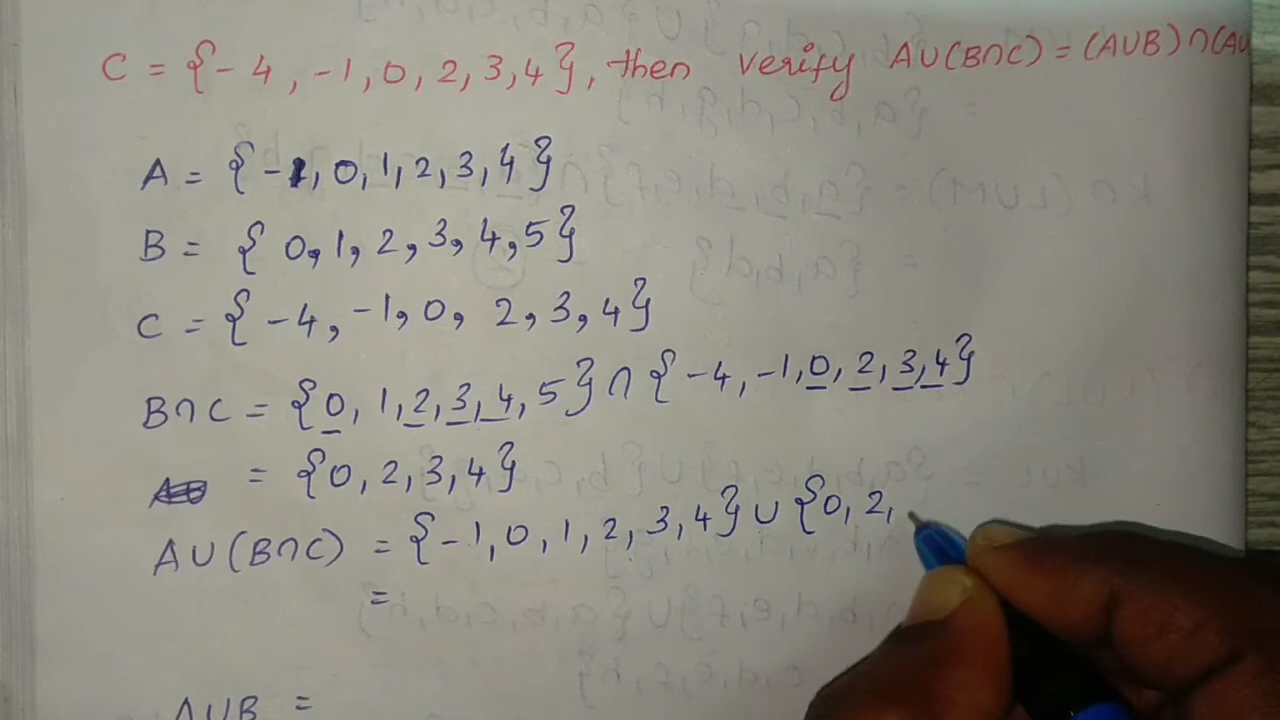 C = {-4, -1, 0, 2, 3, 4}, then verify A∪(B∩C) = (A∪B)∩(A∪
A = {-1, 0, 1, 2, 3, 4}
B = {0, 1, 2, 3, 4, 5}
C = {-4, -1, 0, 2, 3, 4}
B∩C = {0, 1, 2, 3, 4, 5} ∩ {-4, -1, 0, 2, 3, 4}
= {0, 2, 3, 4}
A∪(B∩C) = {-1, 0, 1, 2, 3, 4} ∪ {0, 2,
=
A∪B =